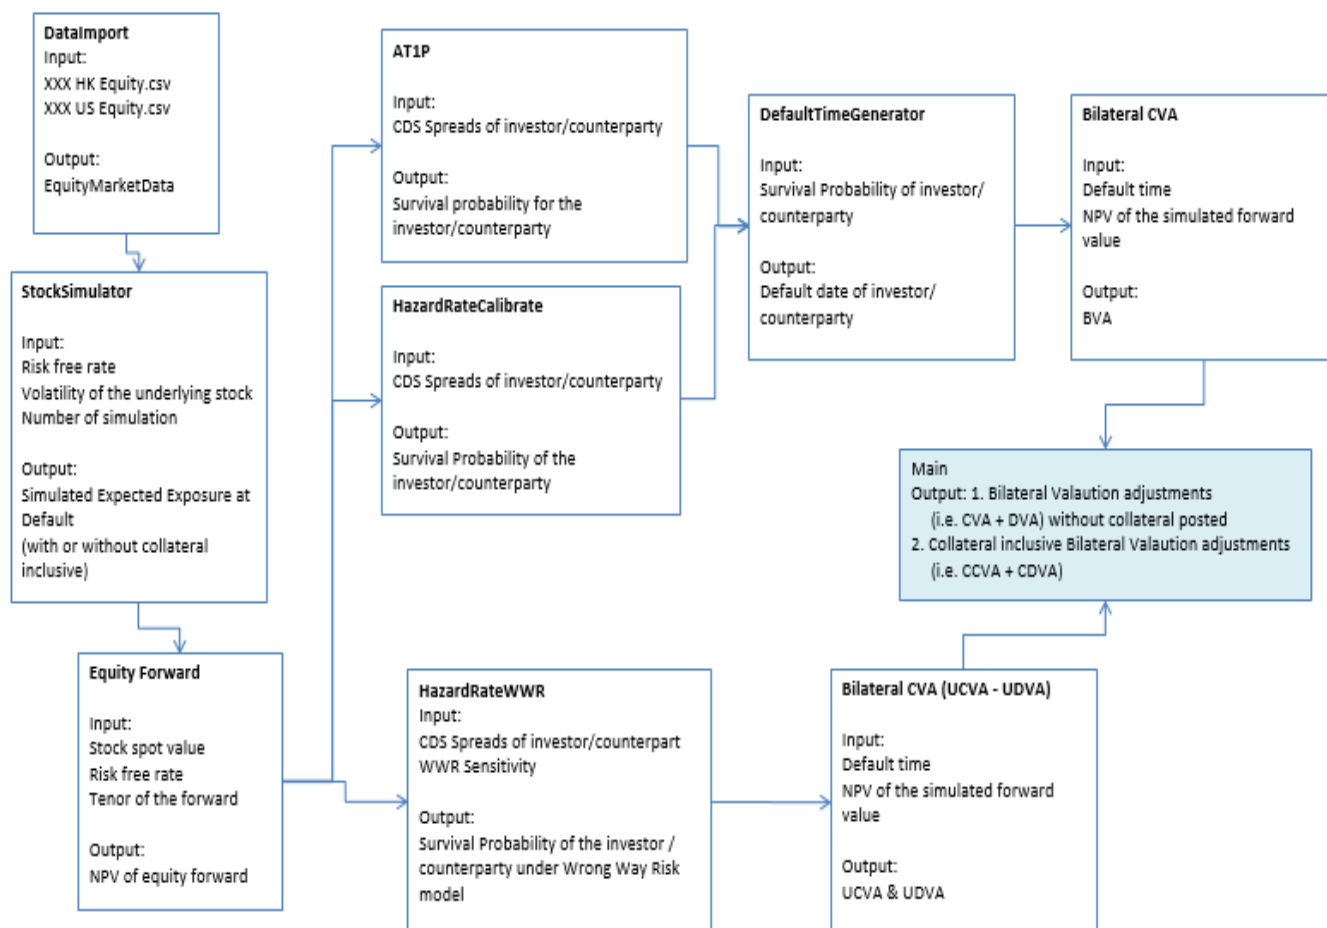 DataImport
Input:
XXX HK Equity.csv
XXX US Equity.csv
Output:
EquityMarketData
StockSimulator
Input:
Risk free rate
Volatility of the underlying stock
Number of simulation
Output:
Simulated Expected Exposure at
Default
(with or without collateral
inclusive)
Equity Forward
Input:
Stock spot value
Risk free rate
Tenor of the forward
Output:
NPV of equity forward
AT1P
Input:
CDS Spreads of investor/counterparty
Output:
Survival probability for the
investor/counterparty
HazardRateCalibrate
Input:
CDS Spreads of investor/counterparty
Output:
Survival Probability of the
investor/counterparty
HazardRateWWR
Input:
CDS Spreads of investor/counterpart
WWR Sensitivity
Output:
Survival Probability of the investor /
counterparty under Wrong Way Risk
model
DefaultTimeGenerator
Input:
Survival Probability of investor/
counterparty
Output:
Default date of investor/
counterparty
Bilateral CVA
Input:
Default time
NPV of the simulated forward
value
Output:
BVA
Main
Output: 1. Bilateral Valaution adjustments
(i.e. CVA + DVA) without collateral posted
2. Collateral inclusive Bilateral Valaution adjustments
(i.e. CCVA + CDVA)
Bilateral CVA (UCVA - UDVA)
Input:
Default time
NPV of the simulated forward
value
Output:
UCVA & UDVA